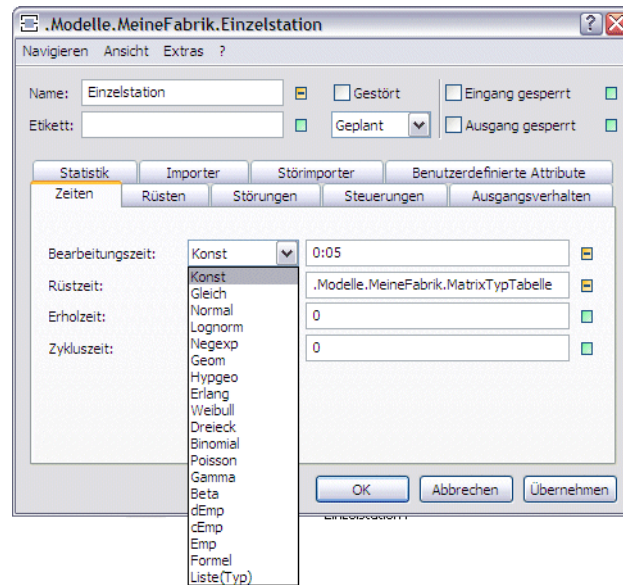 .Modelle.MeineFabrik.Einzelstation
Navigieren Ansicht Extras ?
Name: Einzelstation Gestört Eingang gesperrt
Etikett: Geplant Ausgang gesperrt
Statistik Importer Störimporter Benutzerdefinierte Attribute
Zeiten Rüsten Störungen Steuerungen Ausgangsverhalten
Bearbeitungszeit: Konst 0:05
Rüstzeit: .Modelle.MeineFabrik.MatrixTypTabelle
Erholzeit: 0
Zykluszeit: 0
Konst
Gleich
Normal
Lognorm
Negexp
Geom
Hypgeo
Erlang
Weibull
Dreieck
Binomial
Poisson
Gamma
Beta
dEmp
cEmp
Emp
Formel
Liste(Typ)
OK Abbrechen Übernehmen